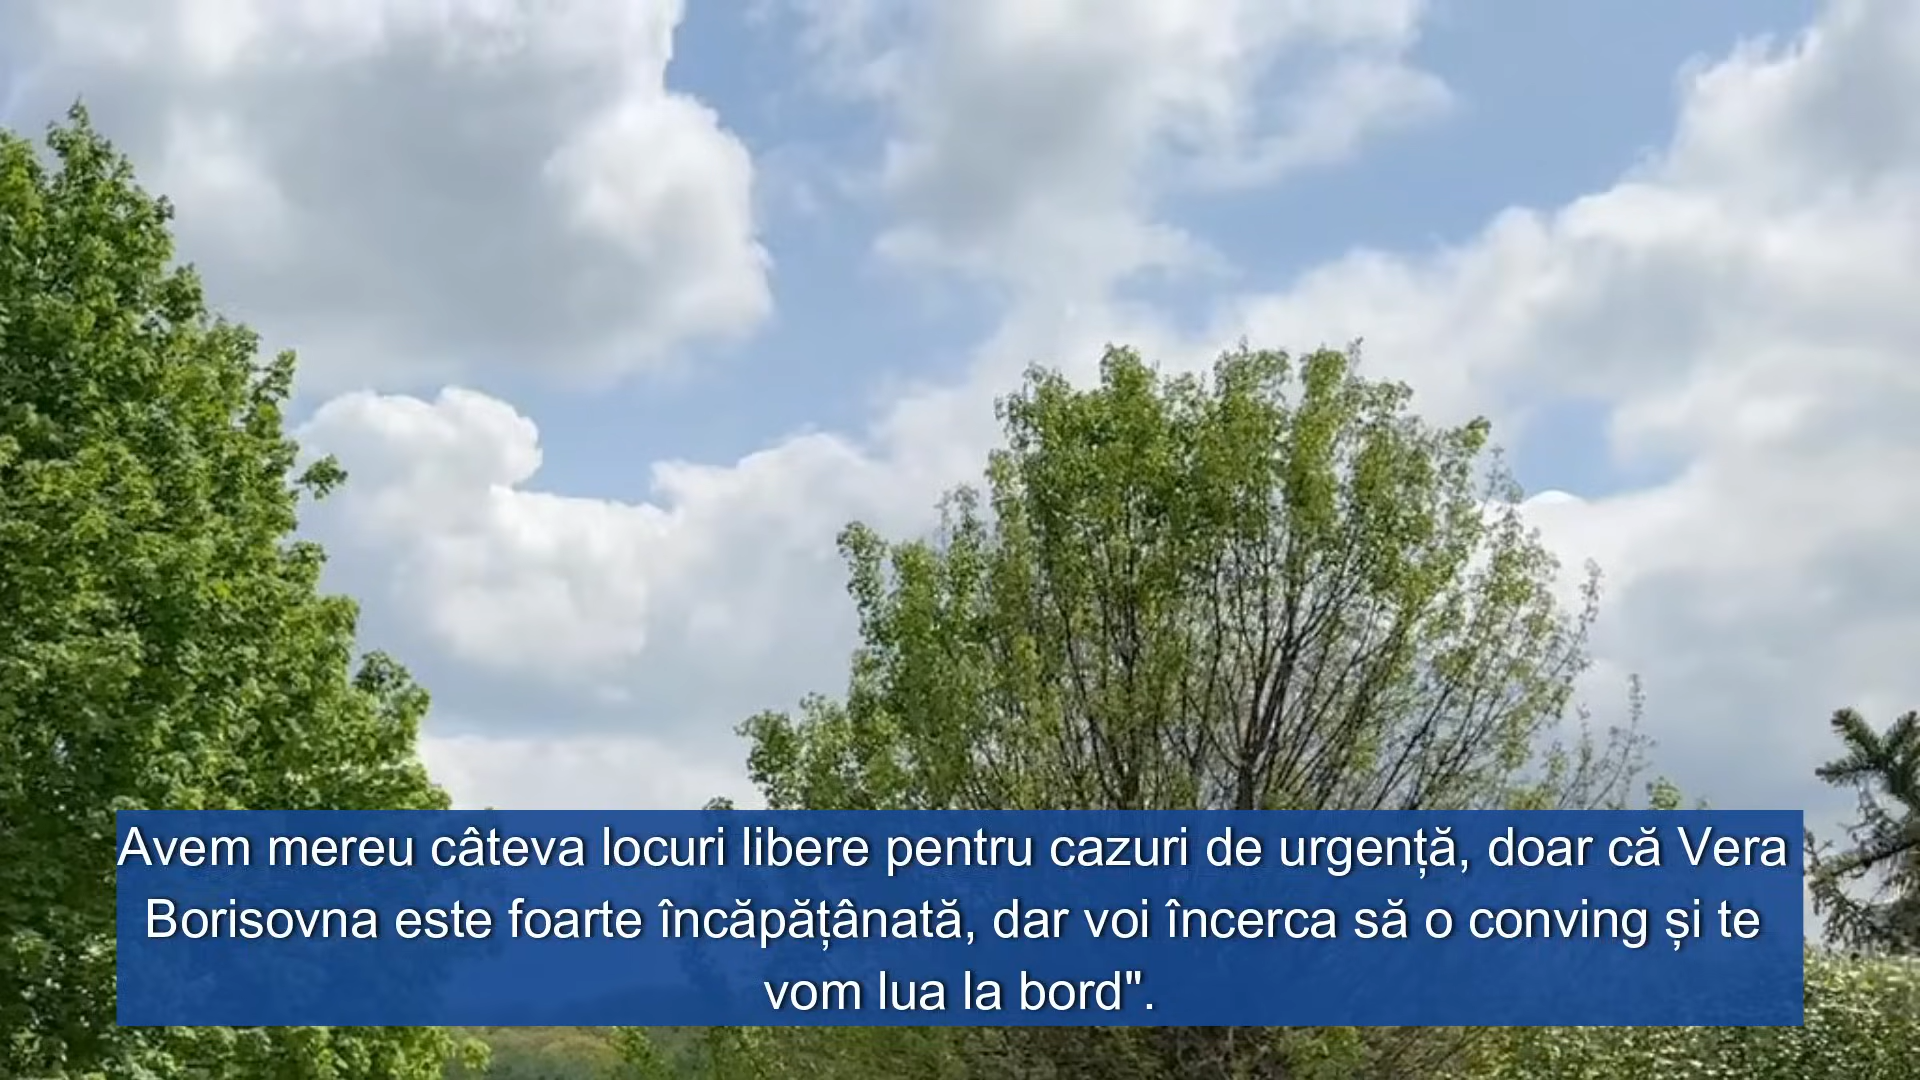 Avem mereu câteva locuri libere pentru cazuri de urgență, doar că Vera
Borisovna este foarte încăpățânată, dar voi încerca să o conving și te
vom lua la bord".